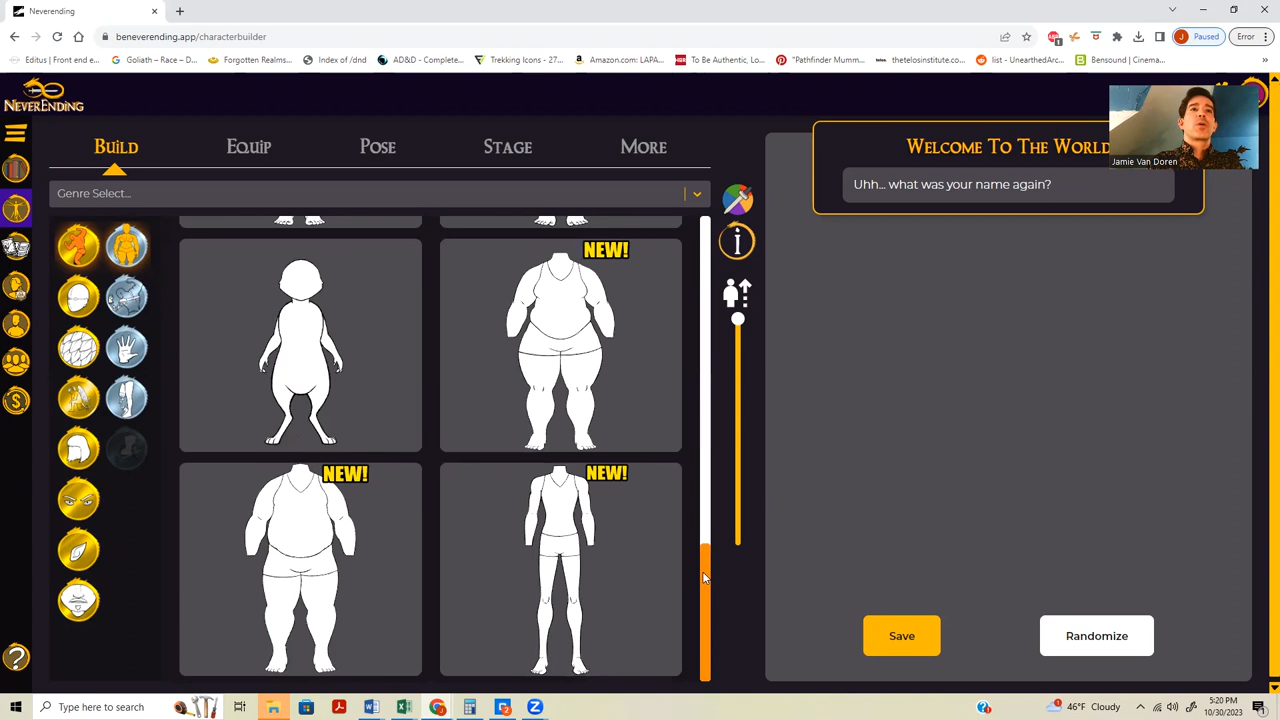 Neverending
beneverending.app/characterbuilder
Paused
Error
Editus | Front end e...
Goliath – Race – D...
Forgotten Realms...
Index of /dnd
AD&D - Complete...
Trekking Icons - 27...
Amazon.com: LAPA...
To Be Authentic, Lo...
"Pathfinder Mumm...
telos
thetelosinstitute.co...
list - UnearthedArc...
Bensound | Cinema...
NeverEnding
Build
Equip
Pose
Stage
More
Welcome To The World
Jamie Van Doren
Genre Select...
Uhh... what was your name again?
NEW!
NEW!
NEW!
Save
Randomize
Type here to search
46°F Cloudy
5:20 PM
10/30/2023